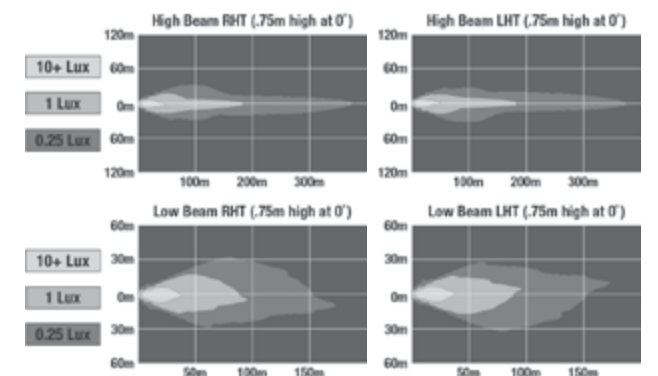 High Beam RHT (.75m high at 0°)
120m
60m
0m
60m
120m
100m 200m 300m
10+ Lux
1 Lux
0.25 Lux
High Beam LHT (.75m high at 0°)
120m
60m
0m
60m
120m
100m 200m 300m
Low Beam RHT (.75m high at 0°)
60m
30m
0m
30m
60m
50m 100m 150m
10+ Lux
1 Lux
0.25 Lux
Low Beam LHT (.75m high at 0°)
60m
30m
0m
30m
60m
50m 100m 150m